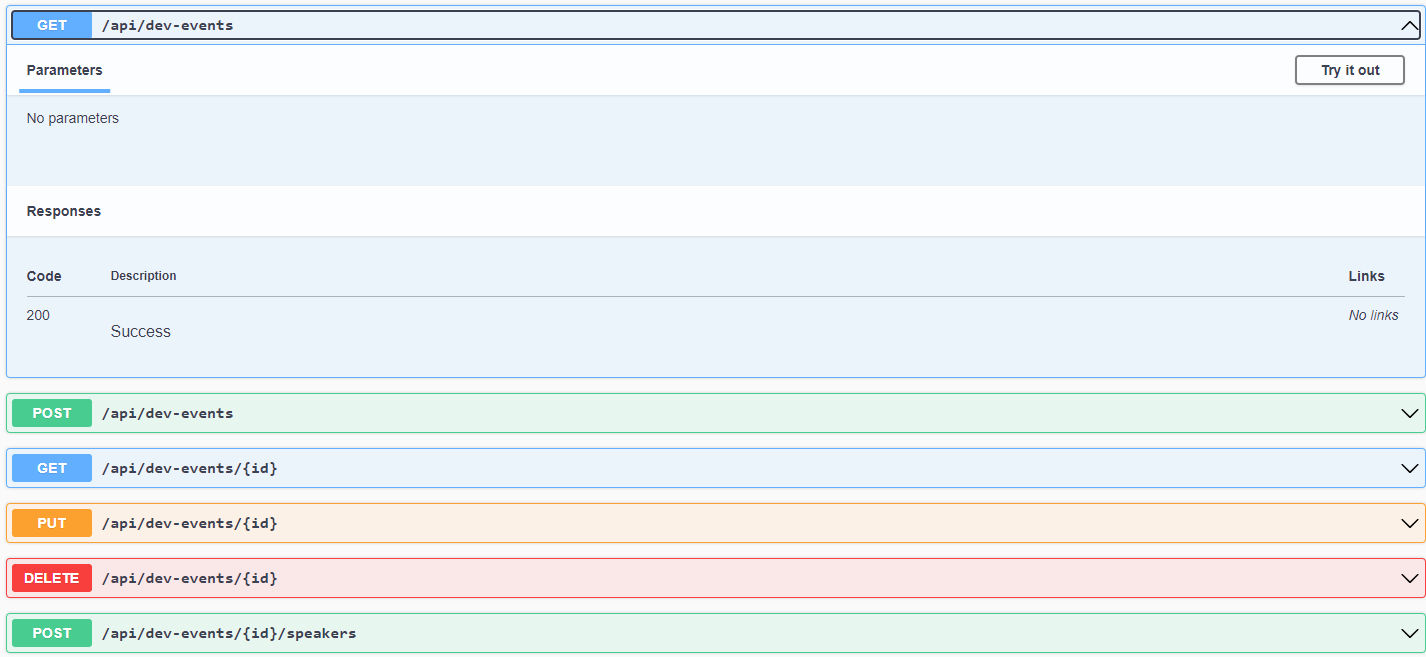 GET /api/dev-events
Parameters Try it out
No parameters
Responses
Code Description Links
200 Success No links
POST /api/dev-events
GET /api/dev-events/{id}
PUT /api/dev-events/{id}
DELETE /api/dev-events/{id}
POST /api/dev-events/{id}/speakers